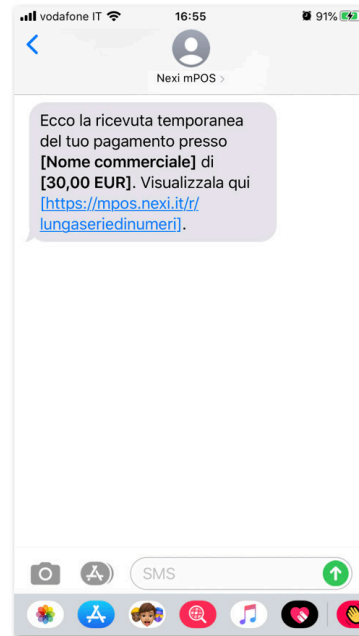 vodafone IT
16:55
91%
Nexi mPOS
Ecco la ricevuta temporanea
del tuo pagamento presso
[Nome commerciale] di
[30,00 EUR]. Visualizzala qui
[https://mpos.nexi.it/r/
lungaseriedinumeri].
SMS